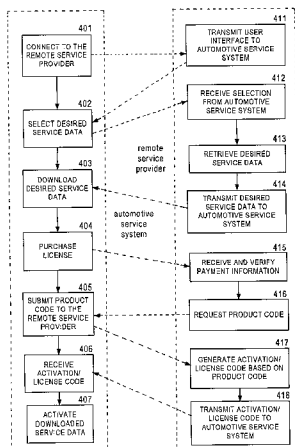 401
CONNECT TO THE
REMOTE SERVICE
PROVIDER
402
SELECT DESIRED
SERVICE DATA
403
DOWNLOAD
DESIRED SERVICE
DATA
404
PURCHASE
LICENSE
405
SUBMIT PRODUCT
CODE TO THE
REMOTE SERVICE
PROVIDER
406
RECEIVE
ACTIVATION/
LICENSE CODE
407
ACTIVATE
DOWNLOADED
SERVICE DATA
remote
service
provider
automotive
service
system
411
TRANSMIT USER
INTERFACE TO
AUTOMOTIVE SERVICE
SYSTEM
412
RECEIVE SELECTION
FROM AUTOMOTIVE
SERVICE SYSTEM
413
RETRIEVE DESIRED
SERVICE DATA
414
TRANSMIT DESIRED
SERVICE DATA TO
AUTOMOTIVE SERVICE
SYSTEM
415
RECEIVE AND VERIFY
PAYMENT INFORMATION
416
REQUEST PRODUCT CODE
417
GENERATE ACTIVATION/
LICENSE CODE BASED ON
PRODUCT CODE
418
TRANSMIT ACTIVATION/
LICENSE CODE TO
AUTOMOTIVE SERVICE
SYSTEM